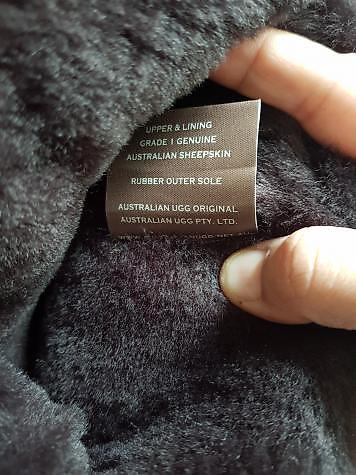 UPPER & LINING
GRADE 1 GENUINE
AUSTRALIAN SHEEPSKIN
RUBBER OUTER SOLE
AUSTRALIAN UGG ORIGINAL
AUSTRALIAN UGG PTY. LTD.